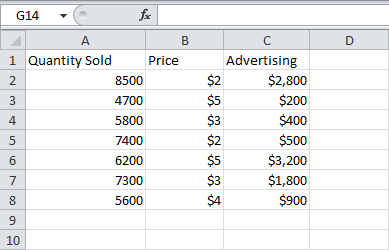 G14 fx
A B C D
1 Quantity Sold Price Advertising
2 8500 $2 $2,800
3 4700 $5 $200
4 5800 $3 $400
5 7400 $2 $500
6 6200 $5 $3,200
7 7300 $3 $1,800
8 5600 $4 $900
9
10